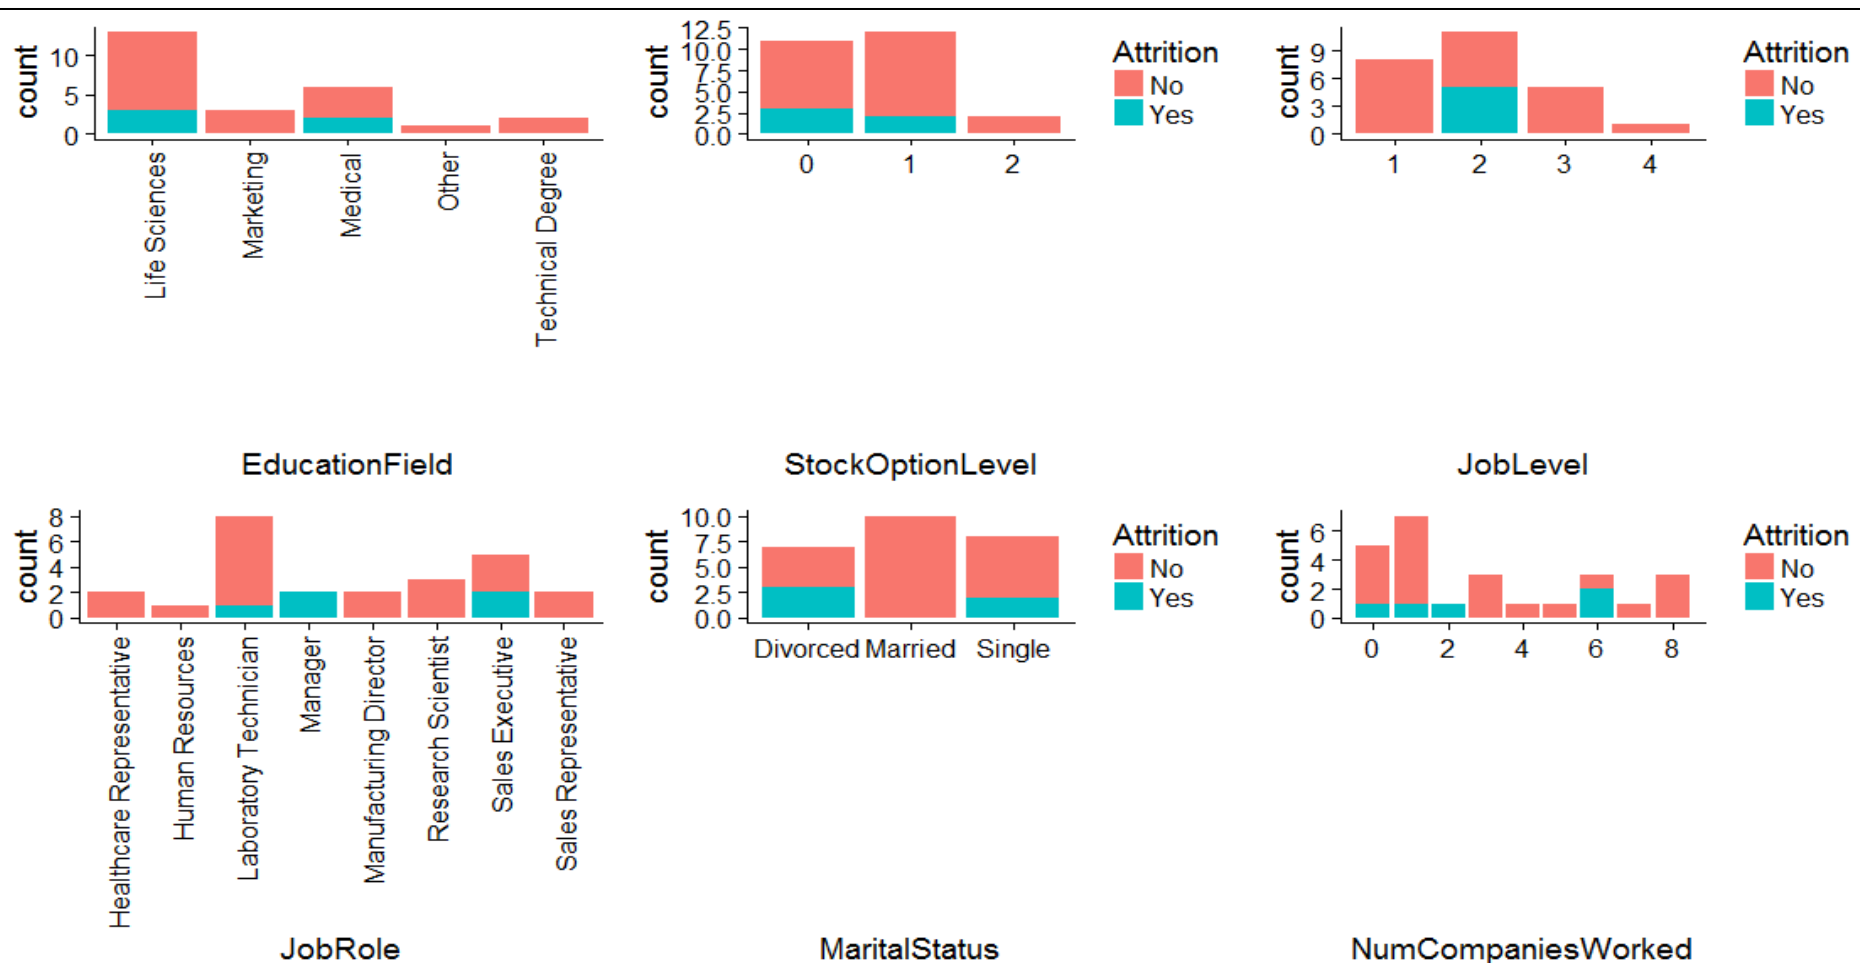 count
10
5
0
Life Sciences
Marketing
Medical
Other
Technical Degree
EducationField
count
12.5
10.0
7.5
5.0
2.5
0.0
0 1 2
StockOptionLevel
Attrition
No
Yes
count
9
6
3
0
1 2 3 4
JobLevel
Attrition
No
Yes
count
8
6
4
2
0
Healthcare Representative
Human Resources
Laboratory Technician
Manager
Manufacturing Director
Research Scientist
Sales Executive
Sales Representative
JobRole
count
10.0
7.5
5.0
2.5
0.0
Divorced Married Single
MaritalStatus
Attrition
No
Yes
count
6
4
2
0
0 2 4 6 8
NumCompaniesWorked
Attrition
No
Yes